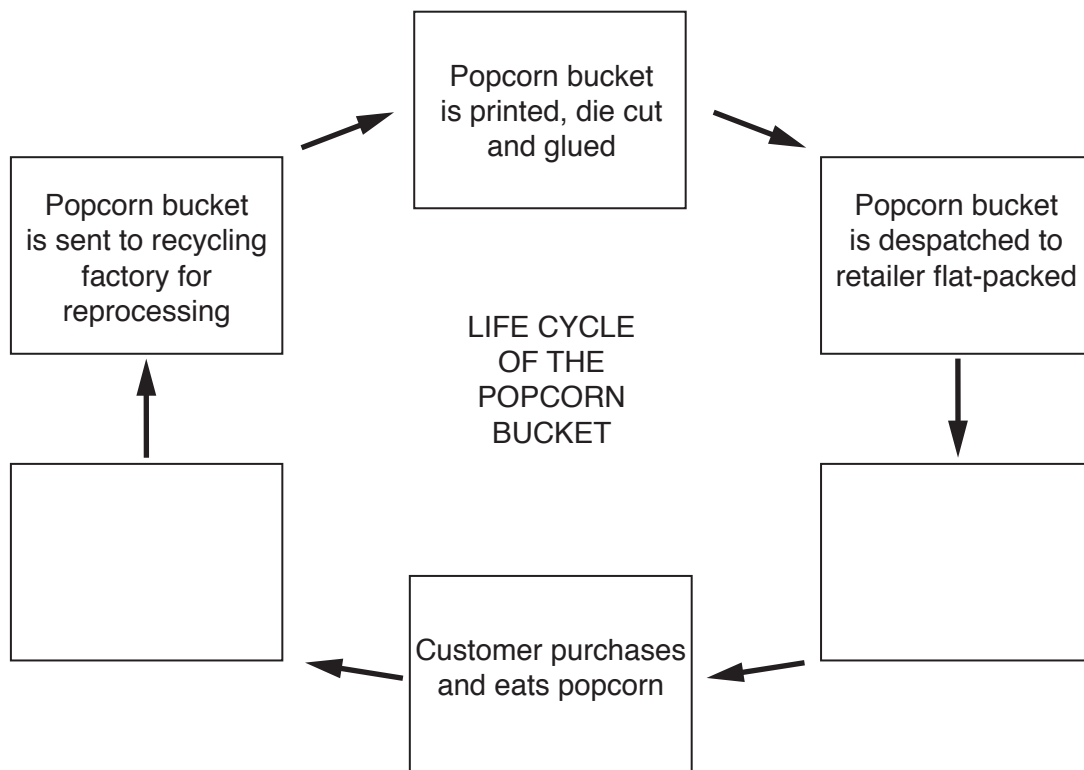 Popcorn bucket
is printed, die cut
and glued
Popcorn bucket
is despatched to
retailer flat-packed
Customer purchases
and eats popcorn
Popcorn bucket
is sent to recycling
factory for
reprocessing
LIFE CYCLE
OF THE
POPCORN
BUCKET